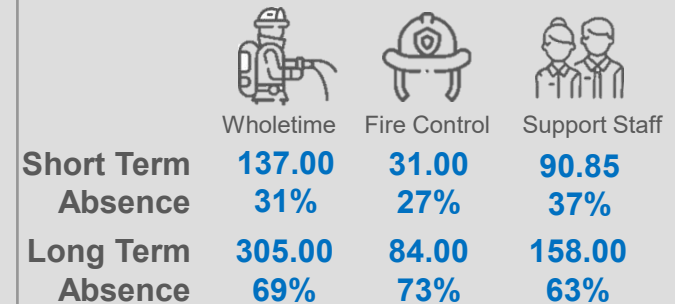 Wholetime Fire Control Support Staff
Short Term 137.00 31.00 90.85
Absence 31% 27% 37%
Long Term 305.00 84.00 158.00
Absence 69% 73% 63%